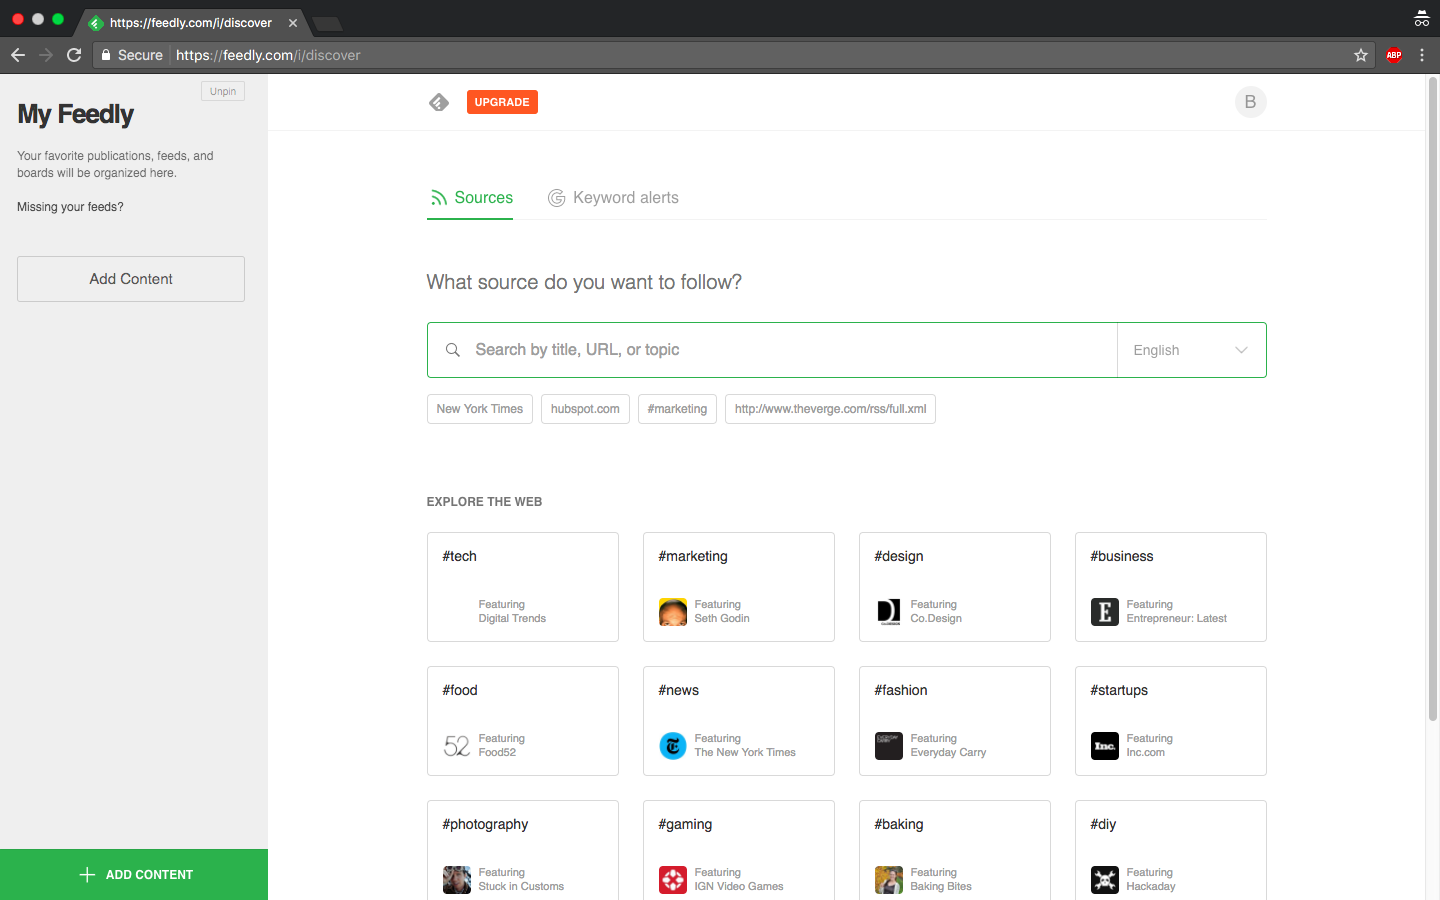 https://feedly.com/i/discover
Secure
https://feedly.com/i/discover
ABP
Unpin
My Feedly
Your favorite publications, feeds, and
boards will be organized here.
Missing your feeds?
Add Content
ADD CONTENT
UPGRADE
B
Sources
Keyword alerts
What source do you want to follow?
Search by title, URL, or topic
English
New York Times
hubspot.com
#marketing
http://www.theverge.com/rss/full.xml
EXPLORE THE WEB
#tech
Featuring
Digital Trends
#marketing
Featuring
Seth Godin
#design
Featuring
Co.Design
#business
E
Featuring
Entrepreneur: Latest
#food
52
Featuring
Food52
#news
T
Featuring
The New York Times
#fashion
EVERYDAY
CARRY
Featuring
Everyday Carry
#startups
Inc.
Featuring
Inc.com
#photography
Featuring
Stuck in Customs
#gaming
Featuring
IGN Video Games
#baking
Featuring
Baking Bites
#diy
Featuring
Hackaday